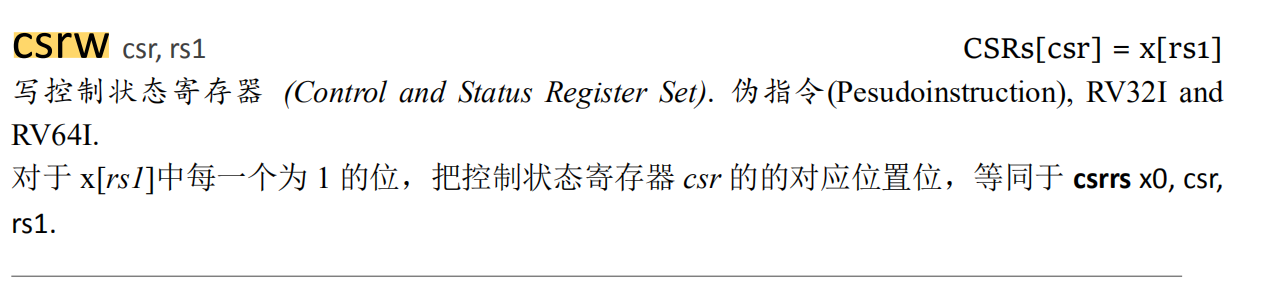 csrw csr, rs1 CSRs[csr] = x[rs1]
写控制状态寄存器 (Control and Status Register Set). 伪指令(Pesudoinstruction), RV32I and
RV64I.
对于 x[rs1]中每一个为 1 的位，把控制状态寄存器 csr 的的对应位置位，等同于 csrrs x0, csr,
rs1.